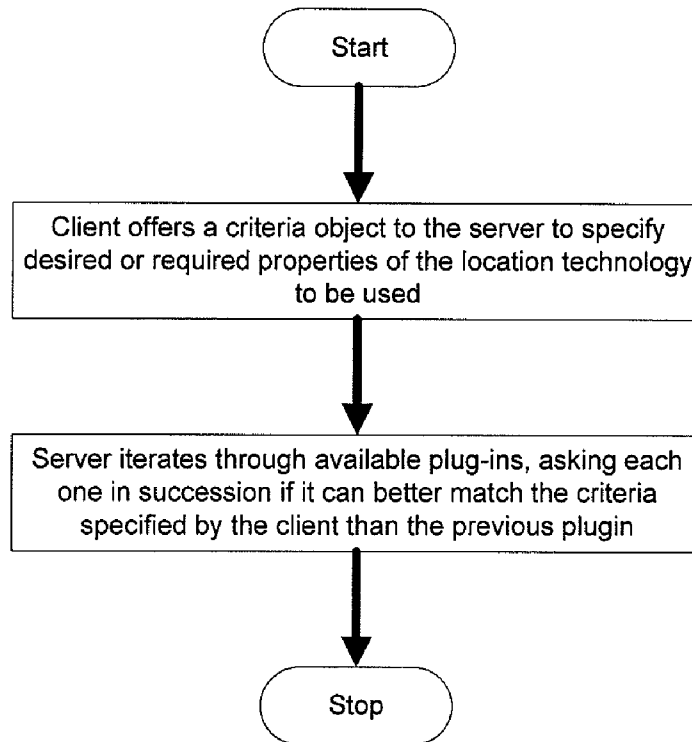 Start
Client offers a criteria object to the server to specify
desired or required properties of the location technology
to be used
Server iterates through available plug-ins, asking each
one in succession if it can better match the criteria
specified by the client than the previous plugin
Stop